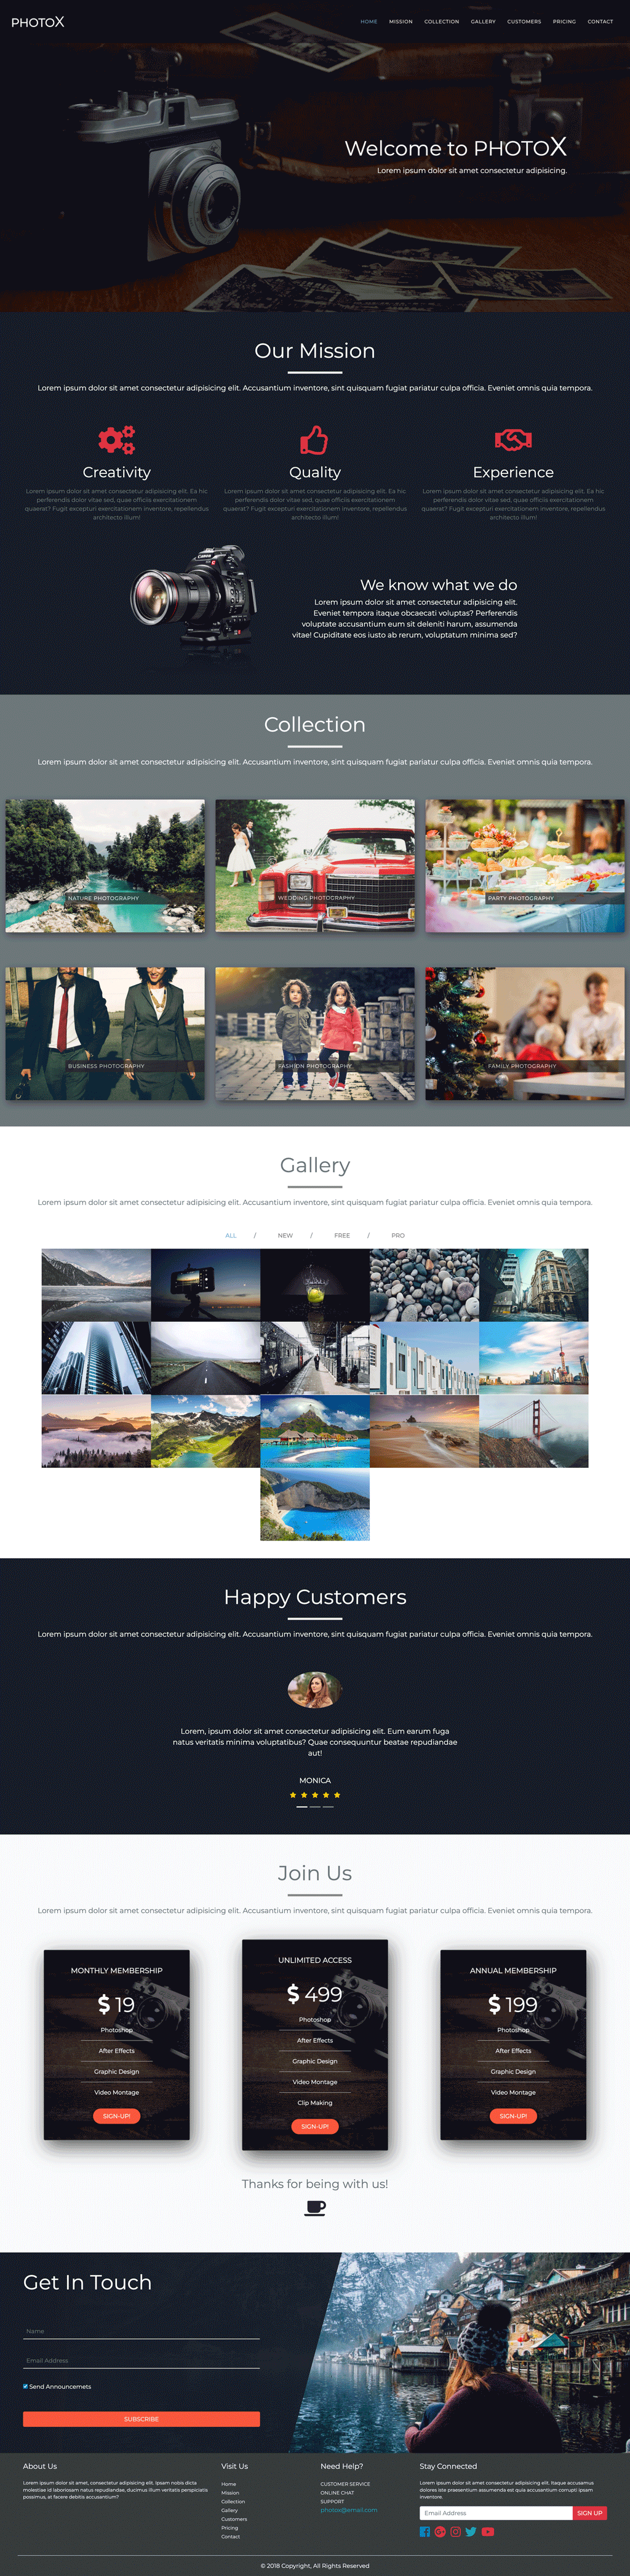 PHOTOX
HOME MISSION COLLECTION GALLERY CUSTOMERS PRICING CONTACT
Welcome to PHOTOX
Lorem ipsum dolor sit amet consectetur adipisicing.
Our Mission
Lorem ipsum dolor sit amet consectetur adipisicing elit. Accusantium inventore, sint quisquam fugiat pariatur culpa officia. Eveniet omnis quia tempora.
Creativity
Lorem ipsum dolor sit amet consectetur adipisicing elit. Ea hic
perferendis dolor vitae sed, quae officiis exercitationem
quaerat? Fugit excepturi exercitationem inventore, repellendus
architecto illum!
Quality
Lorem ipsum dolor sit amet consectetur adipisicing elit. Ea hic
perferendis dolor vitae sed, quae officiis exercitationem
quaerat? Fugit excepturi exercitationem inventore, repellendus
architecto illum!
Experience
Lorem ipsum dolor sit amet consectetur adipisicing elit. Ea hic
perferendis dolor vitae sed, quae officiis exercitationem
quaerat? Fugit excepturi exercitationem inventore, repellendus
architecto illum!
We know what we do
Lorem ipsum dolor sit amet consectetur adipisicing elit.
Eveniet tempora itaque obcaecati voluptas? Perferendis
voluptate accusantium eum sit deleniti harum, assumenda
vitae! Cupiditate eos iusto ab rerum, voluptatum minima sed?
Collection
Lorem ipsum dolor sit amet consectetur adipisicing elit. Accusantium inventore, sint quisquam fugiat pariatur culpa officia. Eveniet omnis quia tempora.
NATURE PHOTOGRAPHY
WEDDING PHOTOGRAPHY
PARTY PHOTOGRAPHY
BUSINESS PHOTOGRAPHY
FASHION PHOTOGRAPHY
FAMILY PHOTOGRAPHY
Gallery
Lorem ipsum dolor sit amet consectetur adipisicing elit. Accusantium inventore, sint quisquam fugiat pariatur culpa officia. Eveniet omnis quia tempora.
ALL / NEW / FREE / PRO
Happy Customers
Lorem ipsum dolor sit amet consectetur adipisicing elit. Accusantium inventore, sint quisquam fugiat pariatur culpa officia. Eveniet omnis quia tempora.
Lorem, ipsum dolor sit amet consectetur adipisicing elit. Eum earum fuga
natus veritatis minima voluptatibus? Quae consequuntur beatae repudiandae
aut!
MONICA
Join Us
Lorem ipsum dolor sit amet consectetur adipisicing elit. Accusantium inventore, sint quisquam fugiat pariatur culpa officia. Eveniet omnis quia tempora.
MONTHLY MEMBERSHIP
$ 19
Photoshop
After Effects
Graphic Design
Video Montage
SIGN-UP!
UNLIMITED ACCESS
$ 499
Photoshop
After Effects
Graphic Design
Video Montage
Clip Making
SIGN-UP!
ANNUAL MEMBERSHIP
$ 199
Photoshop
After Effects
Graphic Design
Video Montage
SIGN-UP!
Thanks for being with us!
Get In Touch
Name
Email Address
Send Announcemets
SUBSCRIBE
About Us
Lorem ipsum dolor sit amet, consectetur adipisicing elit. Ipsam nobis dicta
molestiae id laboriosam natus repudiandae, ducimus illum veritatis perspiciatis
possimus, at facere debitis accusantium?
Visit Us
Home
Mission
Collection
Gallery
Customers
Pricing
Contact
Need Help?
CUSTOMER SERVICE
ONLINE CHAT
SUPPORT
photox@email.com
Stay Connected
Lorem ipsum dolor sit amet consectetur adipisicing elit. Itaque accusamus
dolores iste praesentium assumenda est quia accusantium corrupti ipsam
inventore.
Email Address SIGN UP
© 2018 Copyright, All Rights Reserved